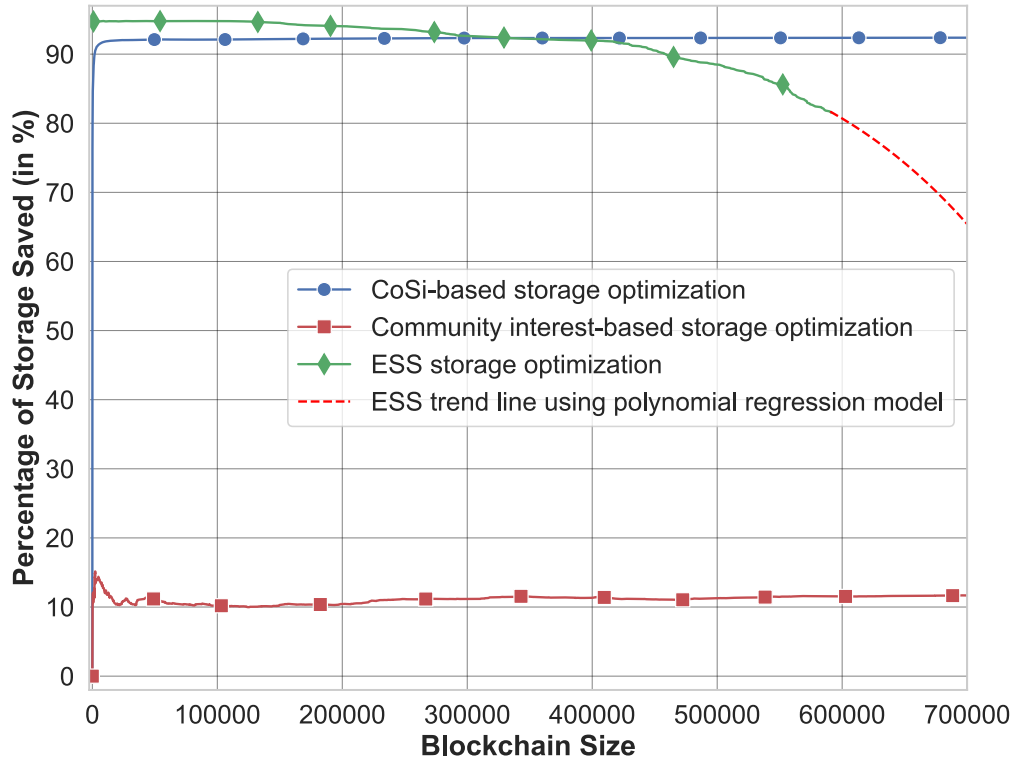 Percentage of Storage Saved (in %)
90
80
70
60
50
40
30
20
10
0
CoSi-based storage optimization
Community interest-based storage optimization
ESS storage optimization
ESS trend line using polynomial regression model
0 100000 200000 300000 400000 500000 600000 700000
Blockchain Size